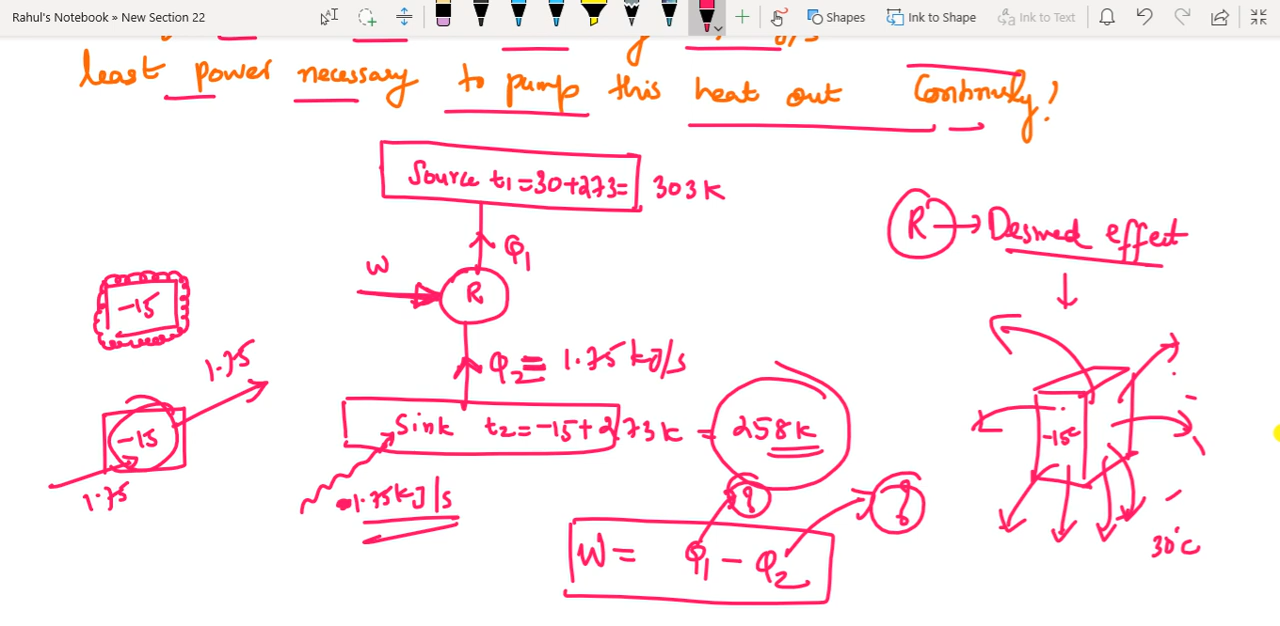 Rahul's Notebook » New Section 22
Shapes
Ink to Shape
Ink to Text
least power necessary to pump this heat out
Source t1 = 30+273 = 303 K
R → Desired effect
Q1
W
R
-15
1.75
Q2 = 1.75 kJ/s
Sink t2 = -15 + 273 K = 258 K
-15
1.75
-15c
1.75 kJ/s
W = Q1 - Q2
30°C